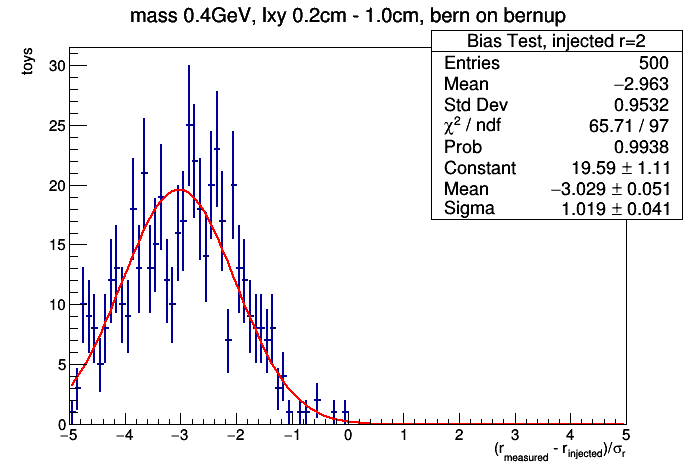 mass 0.4GeV, lxy 0.2cm - 1.0cm, bern on bernup
Bias Test, injected r=2
Entries 500
Mean −2.963
Std Dev 0.9532
χ² / ndf 65.71 / 97
Prob 0.9938
Constant 19.59 ± 1.11
Mean −3.029 ± 0.051
Sigma 1.019 ± 0.041
toys
30
25
20
15
10
5
0
−5 −4 −3 −2 −1 0 1 2 3 4 5
(r_measured - r_injected)/σ_r